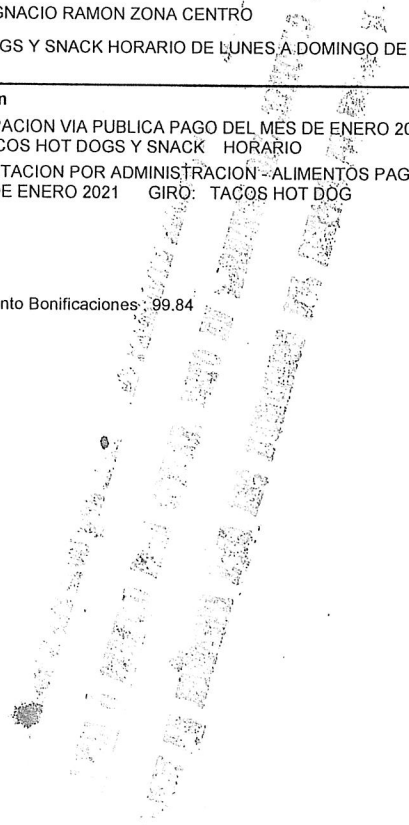 GNACIO RAMON ZONA CENTRO
GS Y SNACK HORARIO DE LUNES A DOMINGO DE
n
PACION VIA PUBLICA PAGO DEL MES DE ENERO 20
COS HOT DOGS Y SNACK HORARIO
TACION POR ADMINISTRACION - ALIMENTOS PAG
DE ENERO 2021 GIRO: TACOS HOT DOG
nto Bonificaciones : 99.84